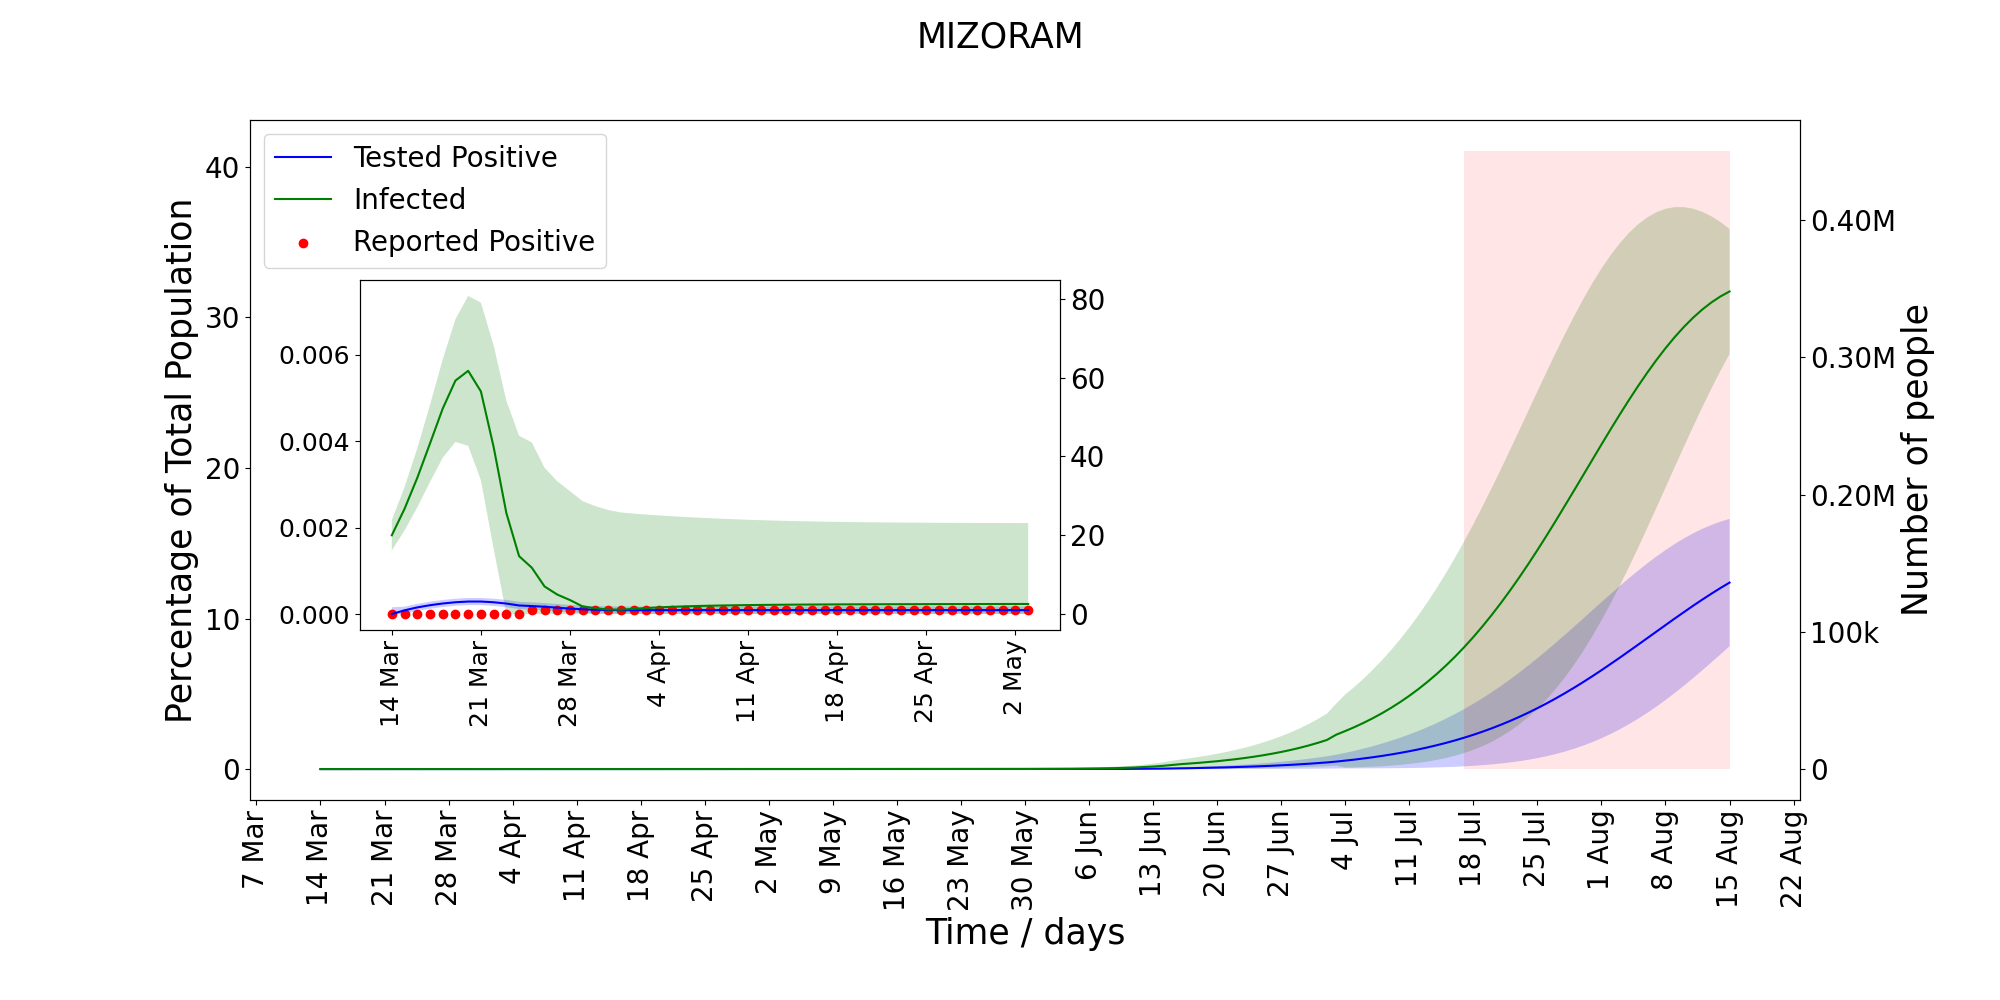 MIZORAM
Tested Positive
Infected
Reported Positive
Percentage of Total Population
40
30
20
10
0
Number of people
0.40M
0.30M
0.20M
100k
0
0.006
0.004
0.002
0.000
80
60
40
20
0
14 Mar
21 Mar
28 Mar
4 Apr
11 Apr
18 Apr
25 Apr
2 May
7 Mar
14 Mar
21 Mar
28 Mar
4 Apr
11 Apr
18 Apr
25 Apr
2 May
9 May
16 May
23 May
30 May
6 Jun
13 Jun
20 Jun
27 Jun
4 Jul
11 Jul
18 Jul
25 Jul
1 Aug
8 Aug
15 Aug
22 Aug
Time / days